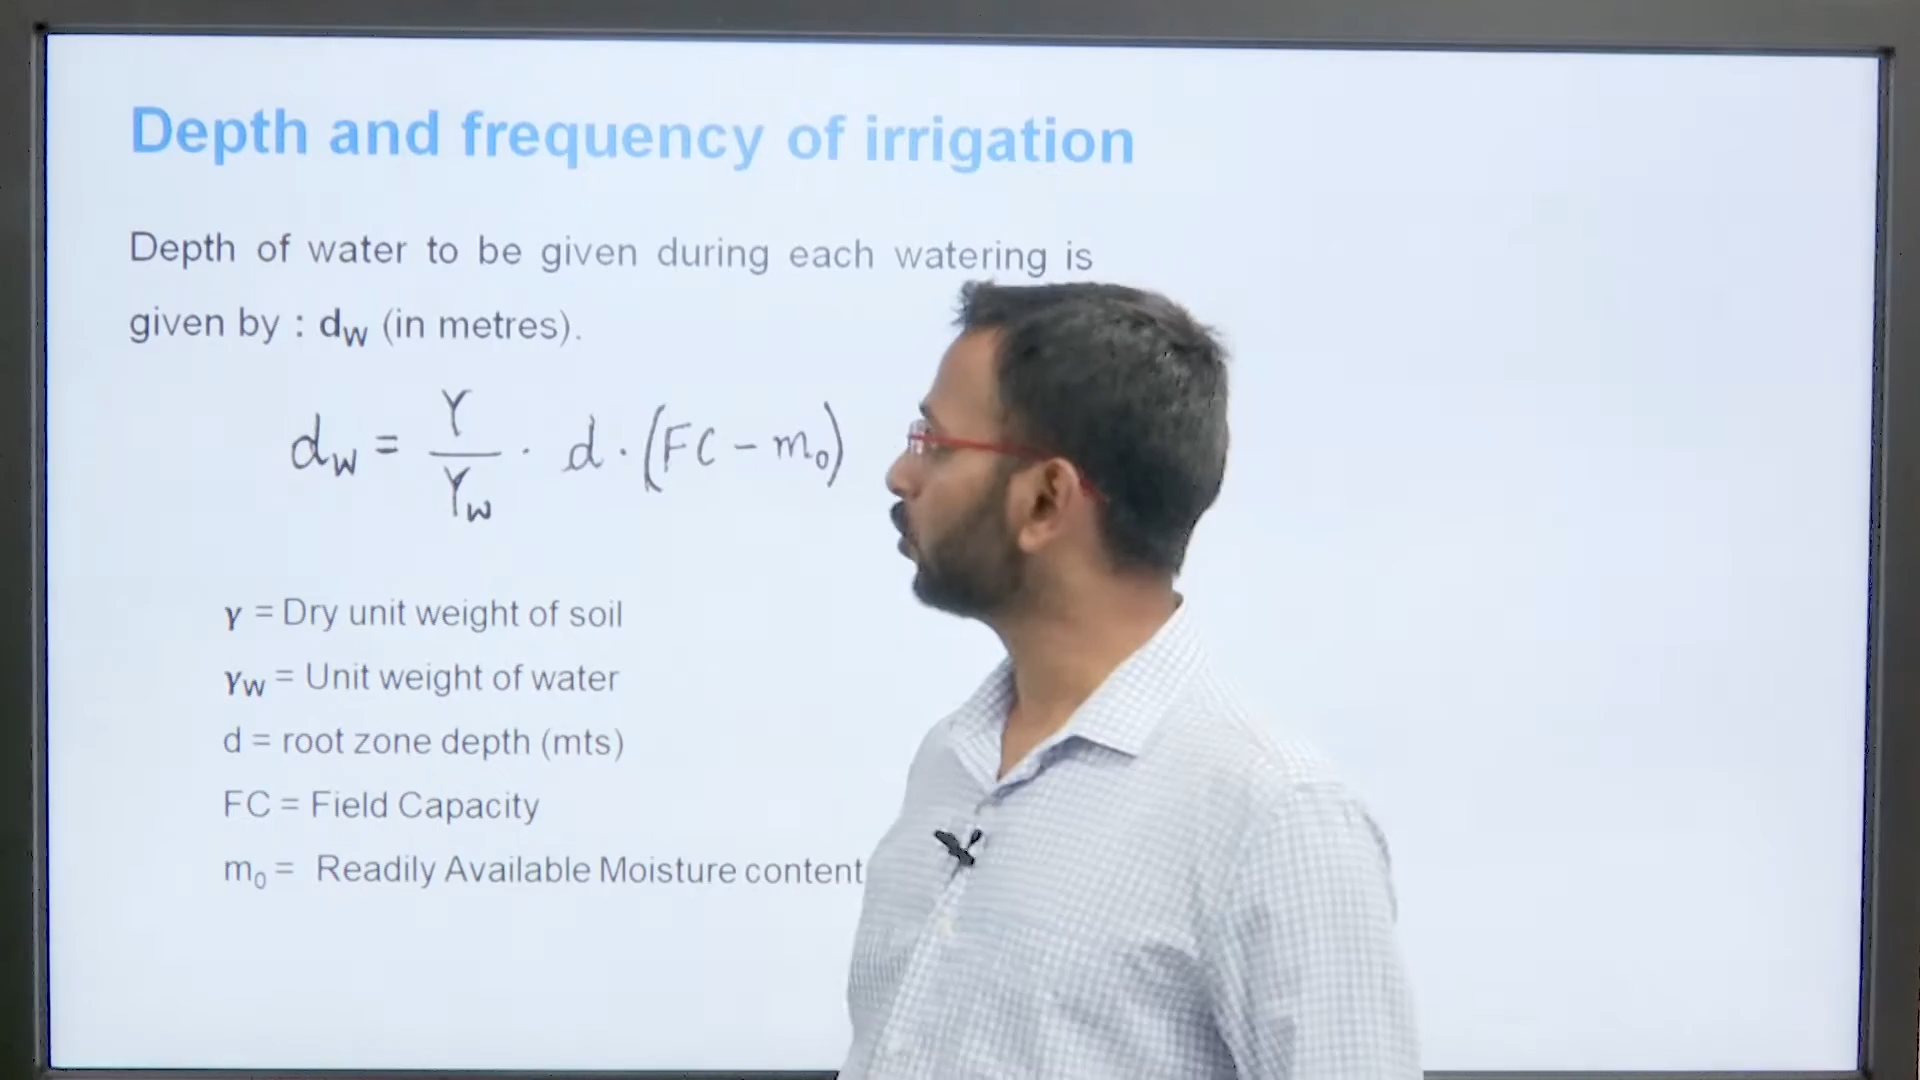 Depth and frequency of irrigation
Depth of water to be given during each watering is
given by : dw (in metres).
dw = γ/γw · d · (FC – m₀)
γ = Dry unit weight of soil
γw = Unit weight of water
d = root zone depth (mts)
FC = Field Capacity
m₀ = Readily Available Moisture content